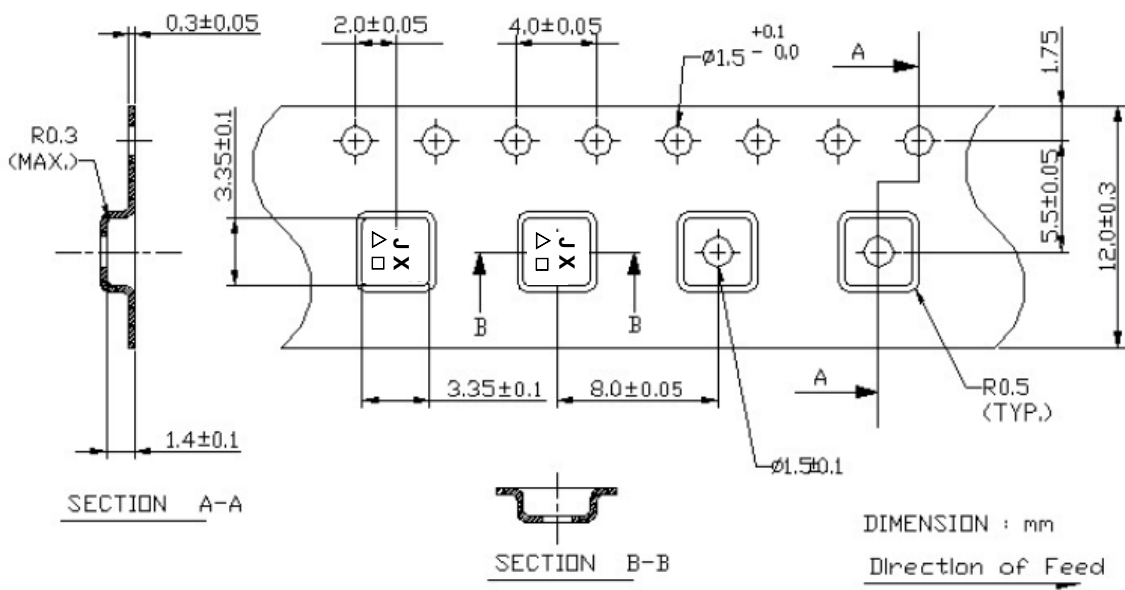 0.3±0.05
2.0±0.05
4.0±0.05
ø1.5 +0.1 - 0.0
A
1.75
R0.3
(MAX.)
3.35±0.1
5.5±0.05
12.0±0.3
△ J
□ X
△ J
□ X
B
B
A
3.35±0.1
8.0±0.05
R0.5
(TYP.)
1.4±0.1
ø1.5±0.1
SECTION A-A
SECTION B-B
DIMENSION : mm
Direction of Feed